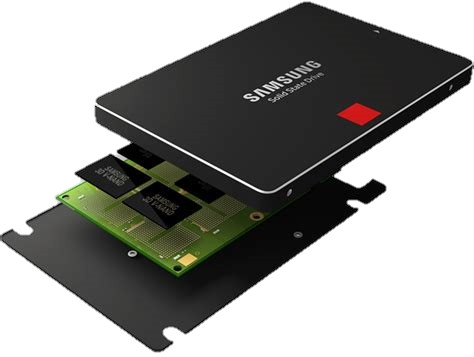 SAMSUNG
Solid State Drive
SAMSUNG
3D V-NAND
SAMSUNG
3D V-NAND